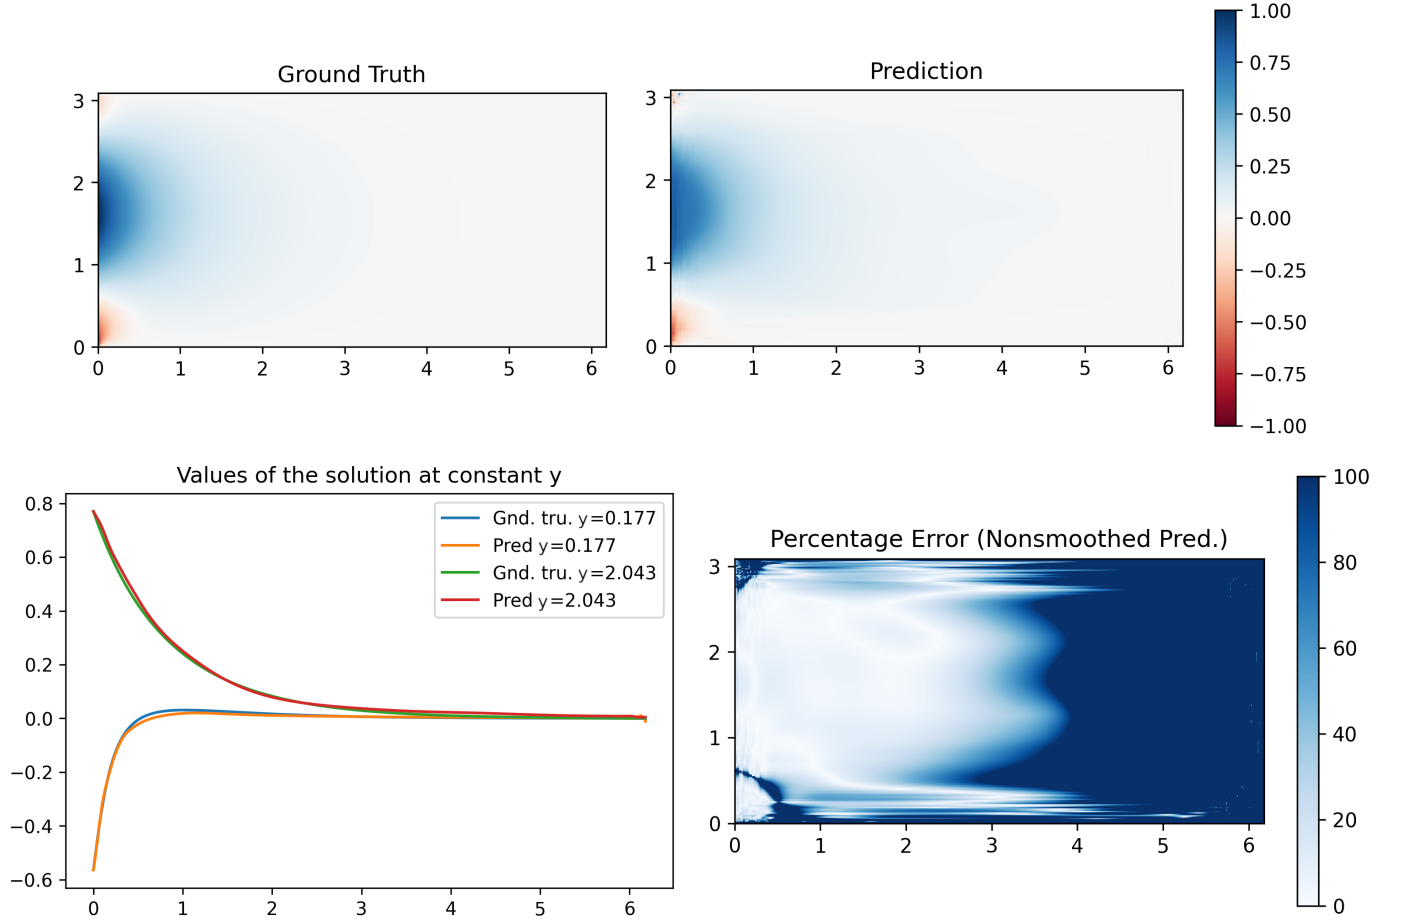 Ground Truth
3
2
1
0
0 1 2 3 4 5 6
Prediction
3
2
1
0
0 1 2 3 4 5 6
1.00
0.75
0.50
0.25
0.00
−0.25
−0.50
−0.75
−1.00
Values of the solution at constant y
0.8
0.6
0.4
0.2
0.0
−0.2
−0.4
−0.6
0 1 2 3 4 5 6
Gnd. tru. y=0.177
Pred y=0.177
Gnd. tru. y=2.043
Pred y=2.043
Percentage Error (Nonsmoothed Pred.)
3
2
1
0
0 1 2 3 4 5 6
100
80
60
40
20
0